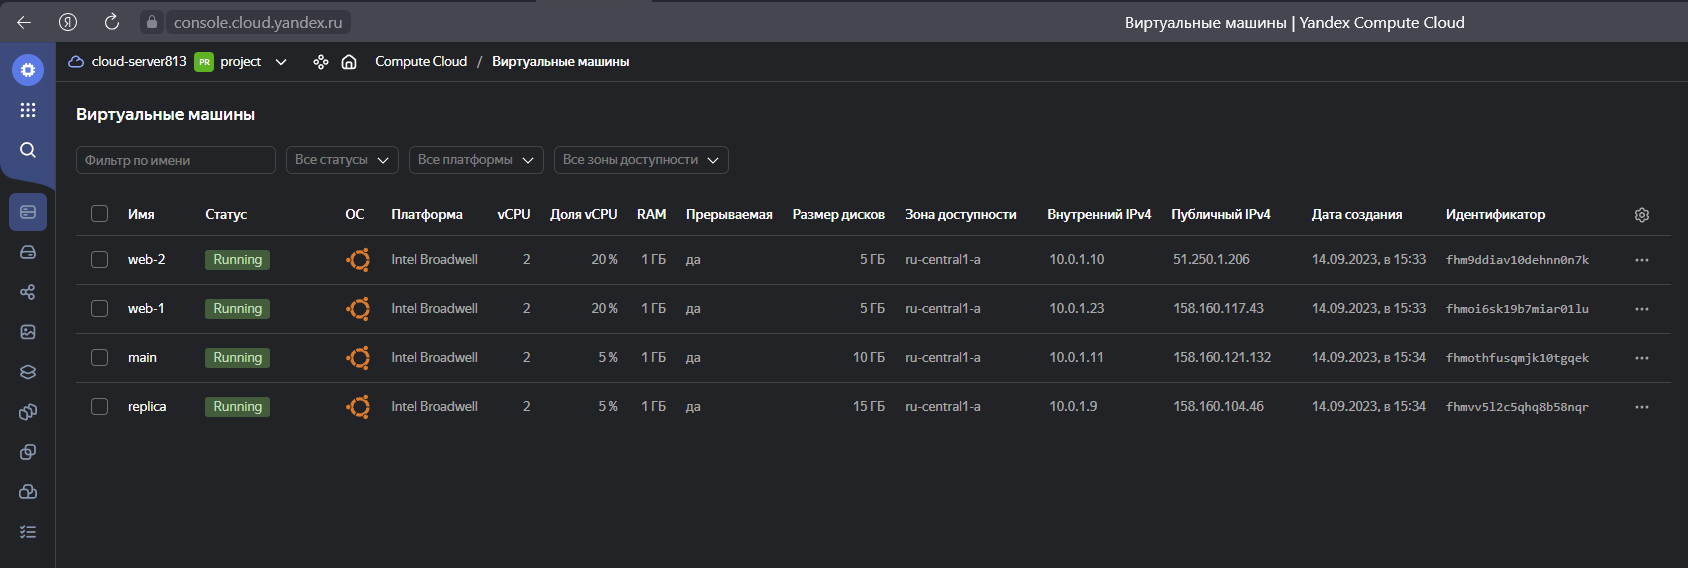 Я console.cloud.yandex.ru Виртуальные машины | Yandex Compute Cloud
cloud-server813 PR project Compute Cloud / Виртуальные машины
Виртуальные машины
Фильтр по имени Все статусы Все платформы Все зоны доступности
Имя Статус ОС Платформа vCPU Доля vCPU RAM Прерываемая Размер дисков Зона доступности Внутренний IPv4 Публичный IPv4 Дата создания Идентификатор
web-2 Running Intel Broadwell 2 20 % 1 ГБ да 5 ГБ ru-central1-a 10.0.1.10 51.250.1.206 14.09.2023, в 15:33 fhm9ddiav10dehnn0n7k
web-1 Running Intel Broadwell 2 20 % 1 ГБ да 5 ГБ ru-central1-a 10.0.1.23 158.160.117.43 14.09.2023, в 15:33 fhmoi6sk19b7miar01lu
main Running Intel Broadwell 2 5 % 1 ГБ да 10 ГБ ru-central1-a 10.0.1.11 158.160.121.132 14.09.2023, в 15:34 fhmothfusqmjk10tgqek
replica Running Intel Broadwell 2 5 % 1 ГБ да 15 ГБ ru-central1-a 10.0.1.9 158.160.104.46 14.09.2023, в 15:34 fhmvv5l2c5qhq8b58nqr